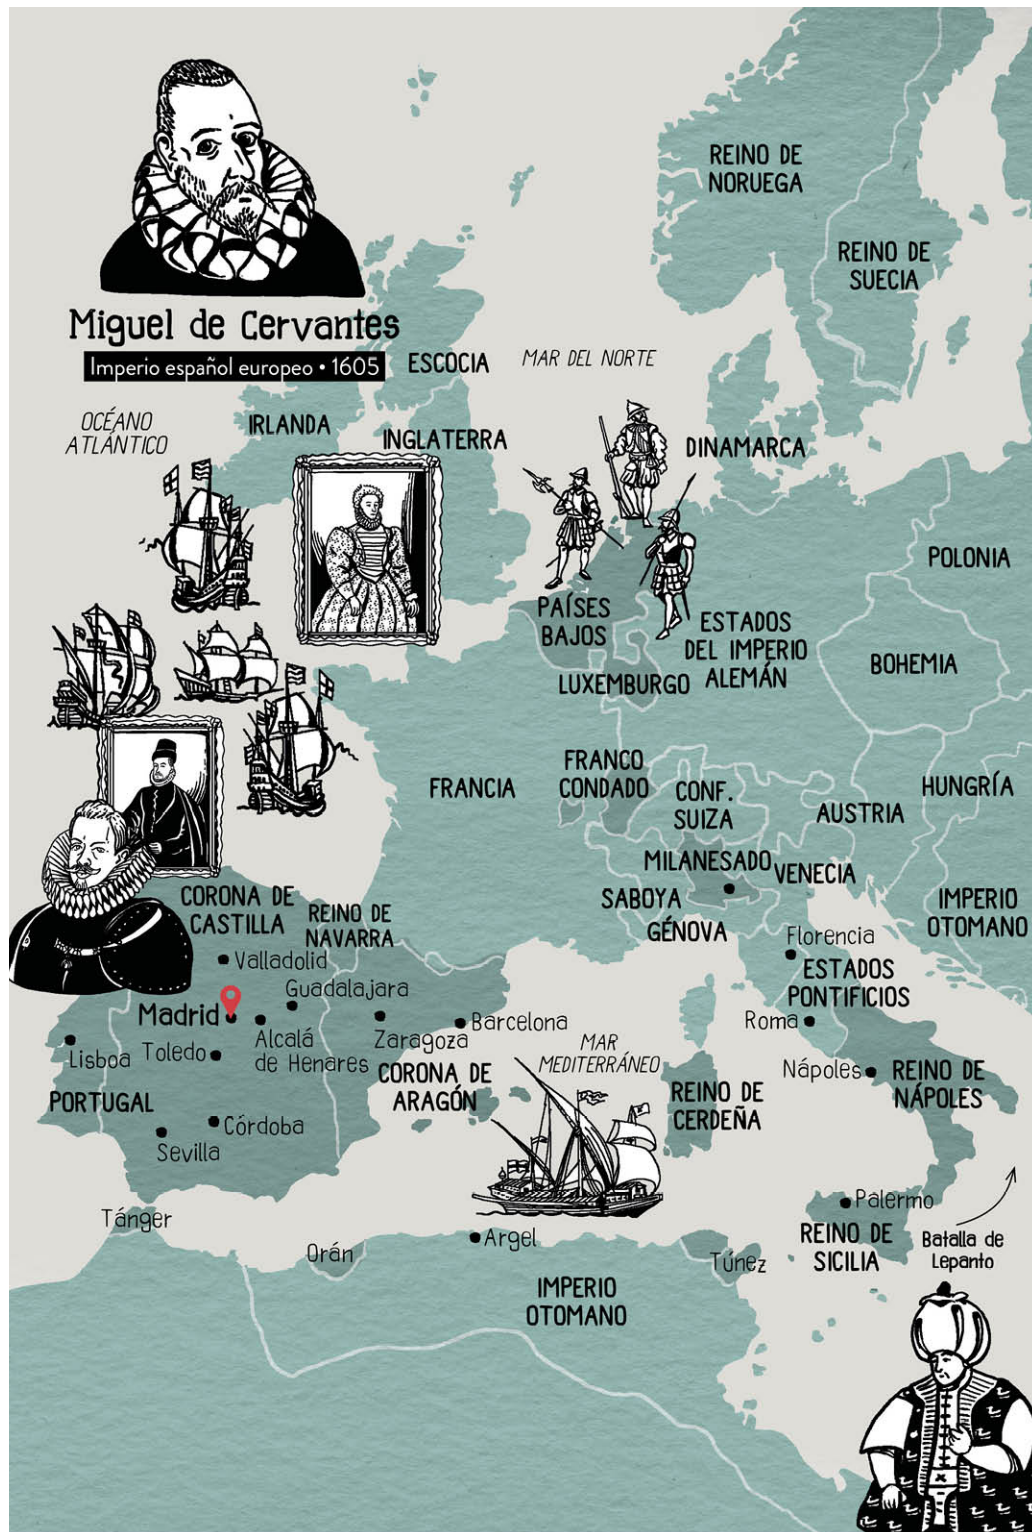 Miguel de Cervantes
Imperio español europeo • 1605
REINO DE
NORUEGA
REINO DE
SUECIA
ESCOCIA
MAR DEL NORTE
OCÉANO
ATLÁNTICO
IRLANDA
INGLATERRA
DINAMARCA
POLONIA
PAÍSES
BAJOS
ESTADOS
DEL IMPERIO
ALEMÁN
LUXEMBURGO
BOHEMIA
FRANCIA
FRANCO
CONDADO
CONF.
SUIZA
AUSTRIA
HUNGRÍA
MILANESADO
VENECIA
SABOYA
GÉNOVA
IMPERIO
OTOMANO
CORONA DE
CASTILLA
REINO DE
NAVARRA
Florencia
ESTADOS
PONTIFICIOS
Valladolid
Guadalajara
Madrid
Alcalá
de Henares
Zaragoza
Barcelona
Roma
Lisboa
Toledo
MAR
MEDITERRÁNEO
CORONA DE
ARAGÓN
REINO DE
CERDEÑA
Nápoles
REINO DE
NÁPOLES
PORTUGAL
Córdoba
Sevilla
Palermo
REINO DE
SICILIA
Batalla de
Lepanto
Tánger
Orán
Argel
Túnez
IMPERIO
OTOMANO